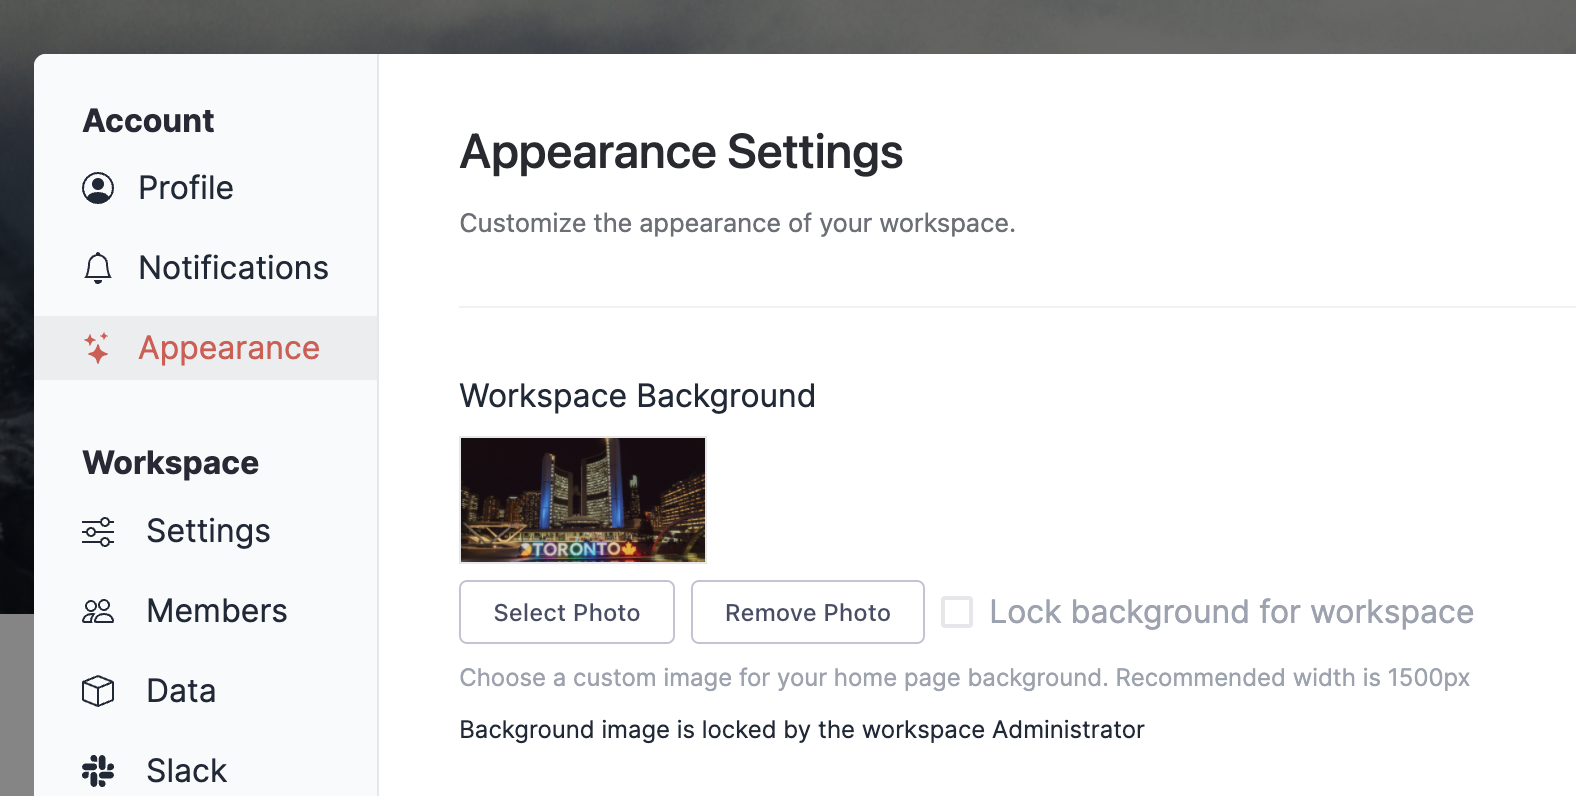 Account
Profile
Notifications
Appearance
Workspace
Settings
Members
Data
Slack
Appearance Settings
Customize the appearance of your workspace.
Workspace Background
TORONTO
Select Photo
Remove Photo
Lock background for workspace
Choose a custom image for your home page background. Recommended width is 1500px
Background image is locked by the workspace Administrator